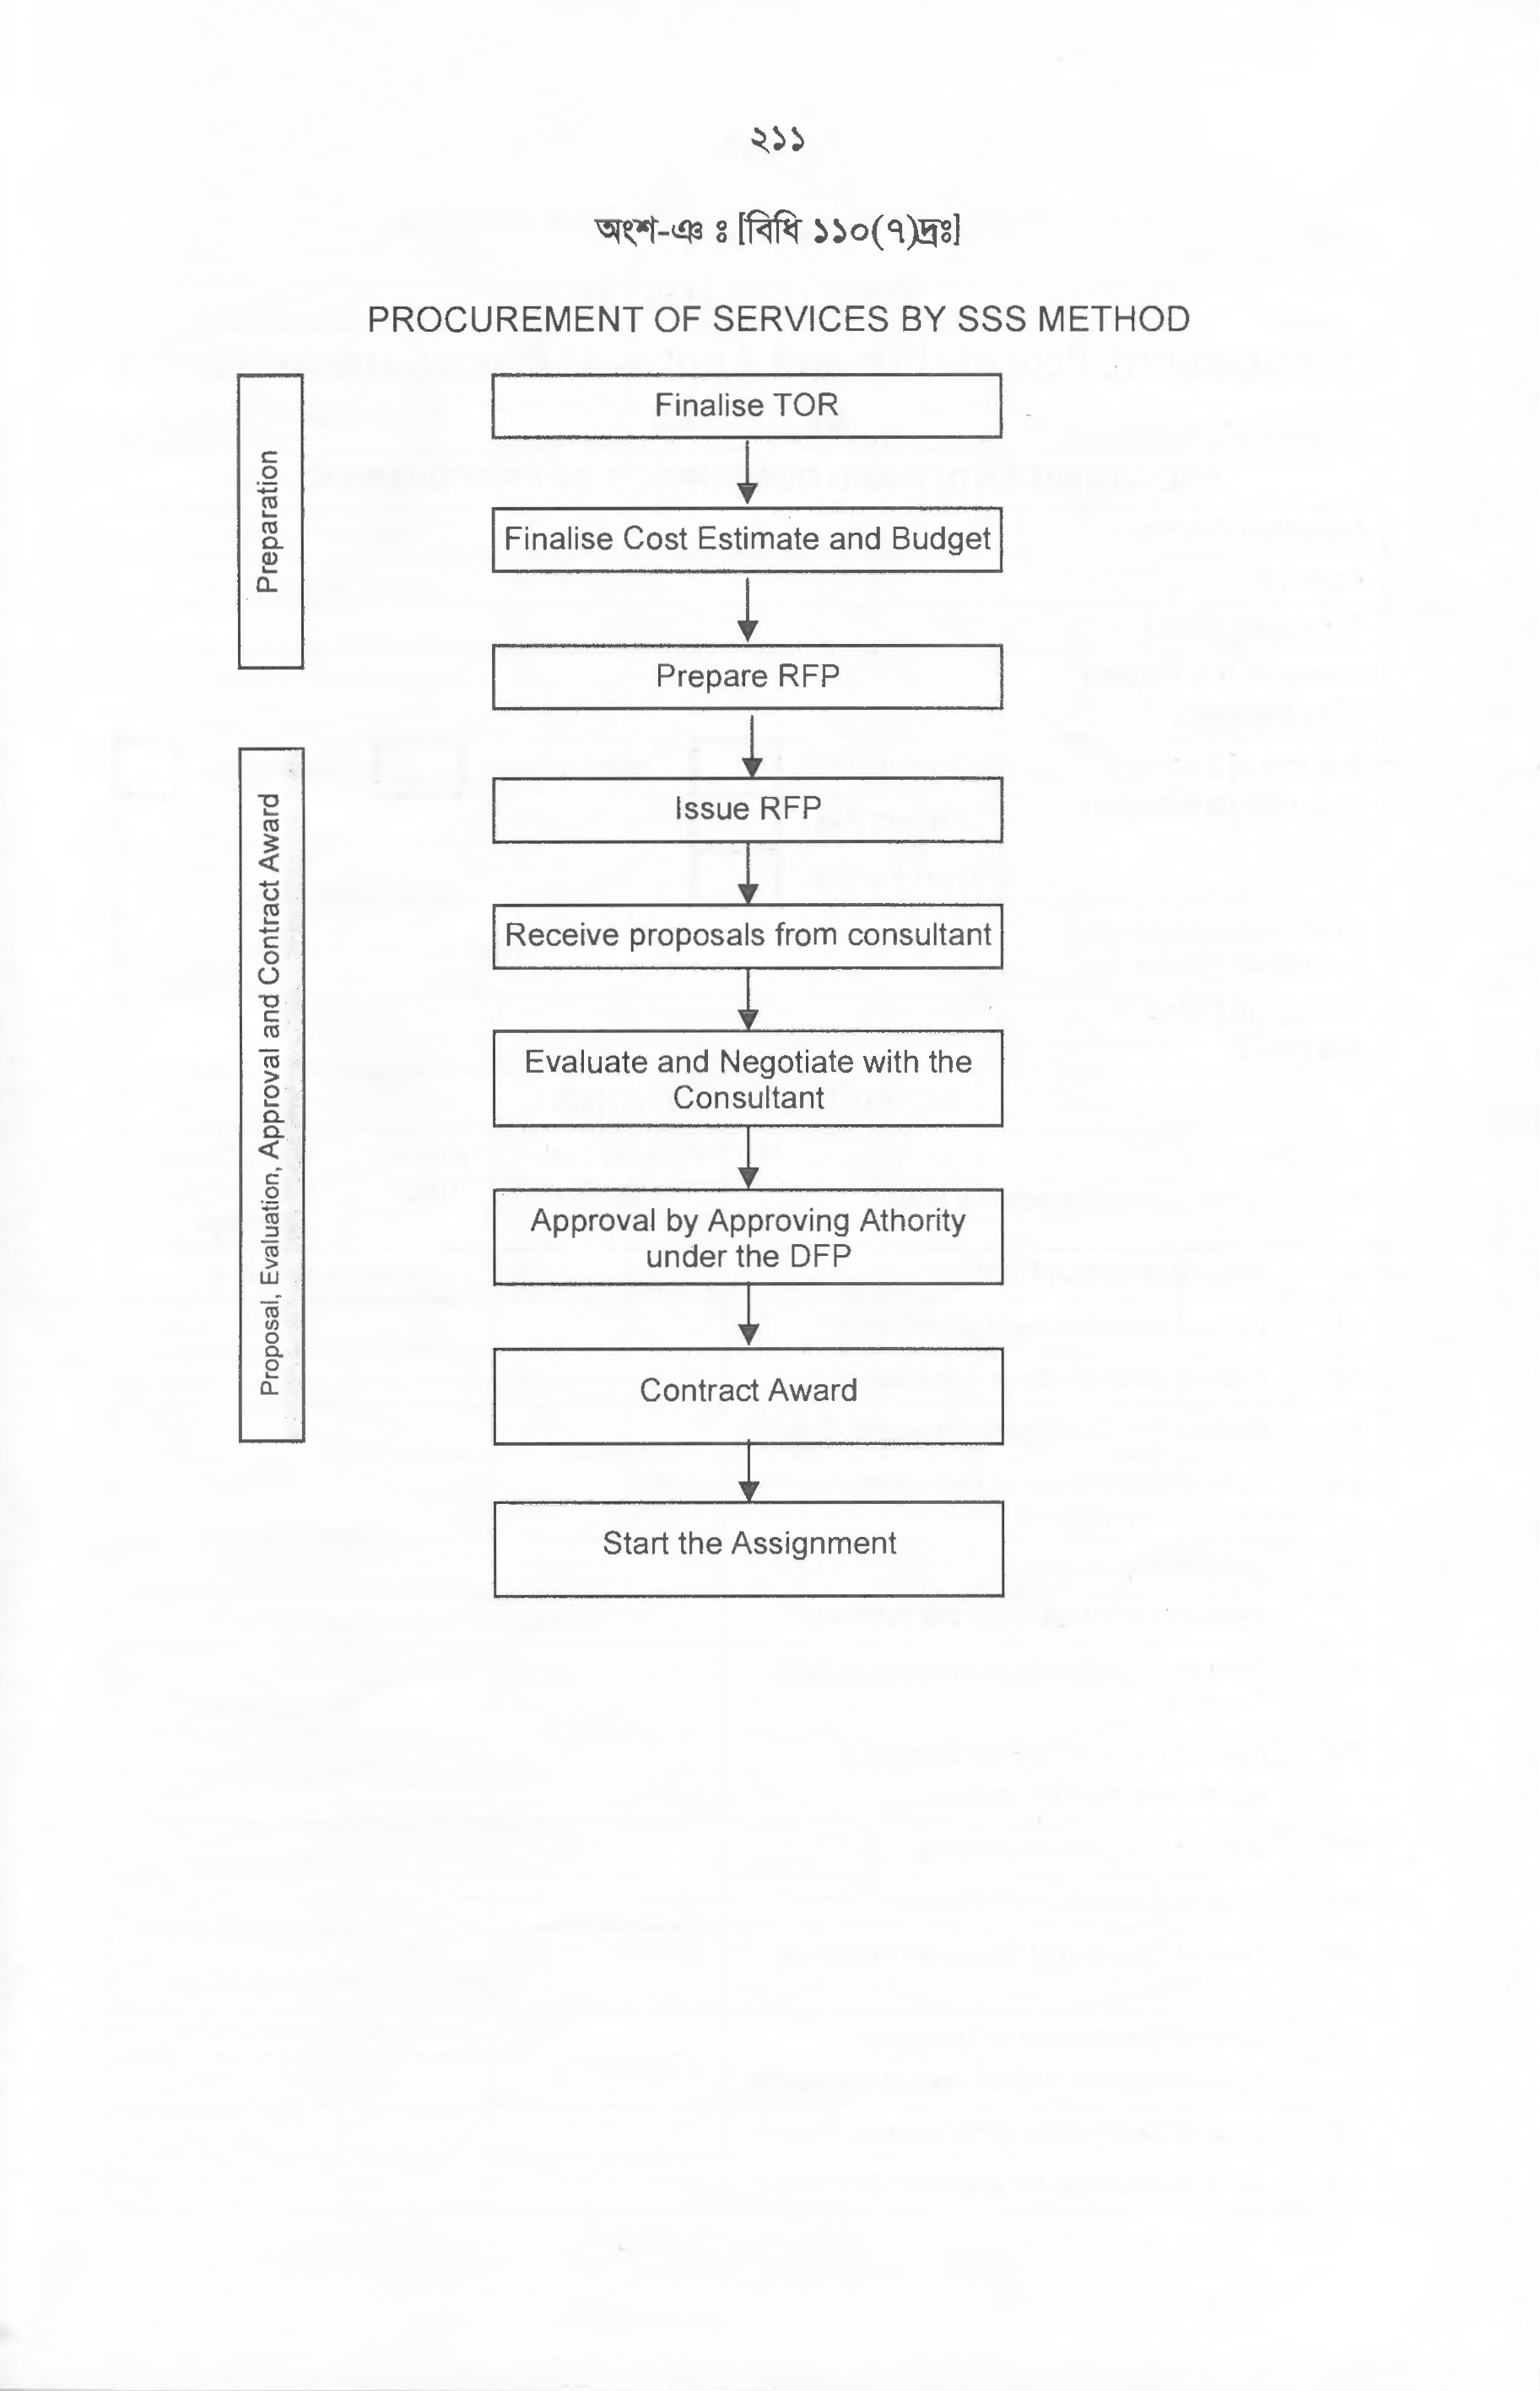 ২১১
অংশ-ঞ ঃ [বিধি ১১০(৭)দ্রঃ]
PROCUREMENT OF SERVICES BY SSS METHOD
Preparation
Finalise TOR
Finalise Cost Estimate and Budget
Prepare RFP
Proposal, Evaluation, Approval and Contract Award
Issue RFP
Receive proposals from consultant
Evaluate and Negotiate with the
Consultant
Approval by Approving Athority
under the DFP
Contract Award
Start the Assignment